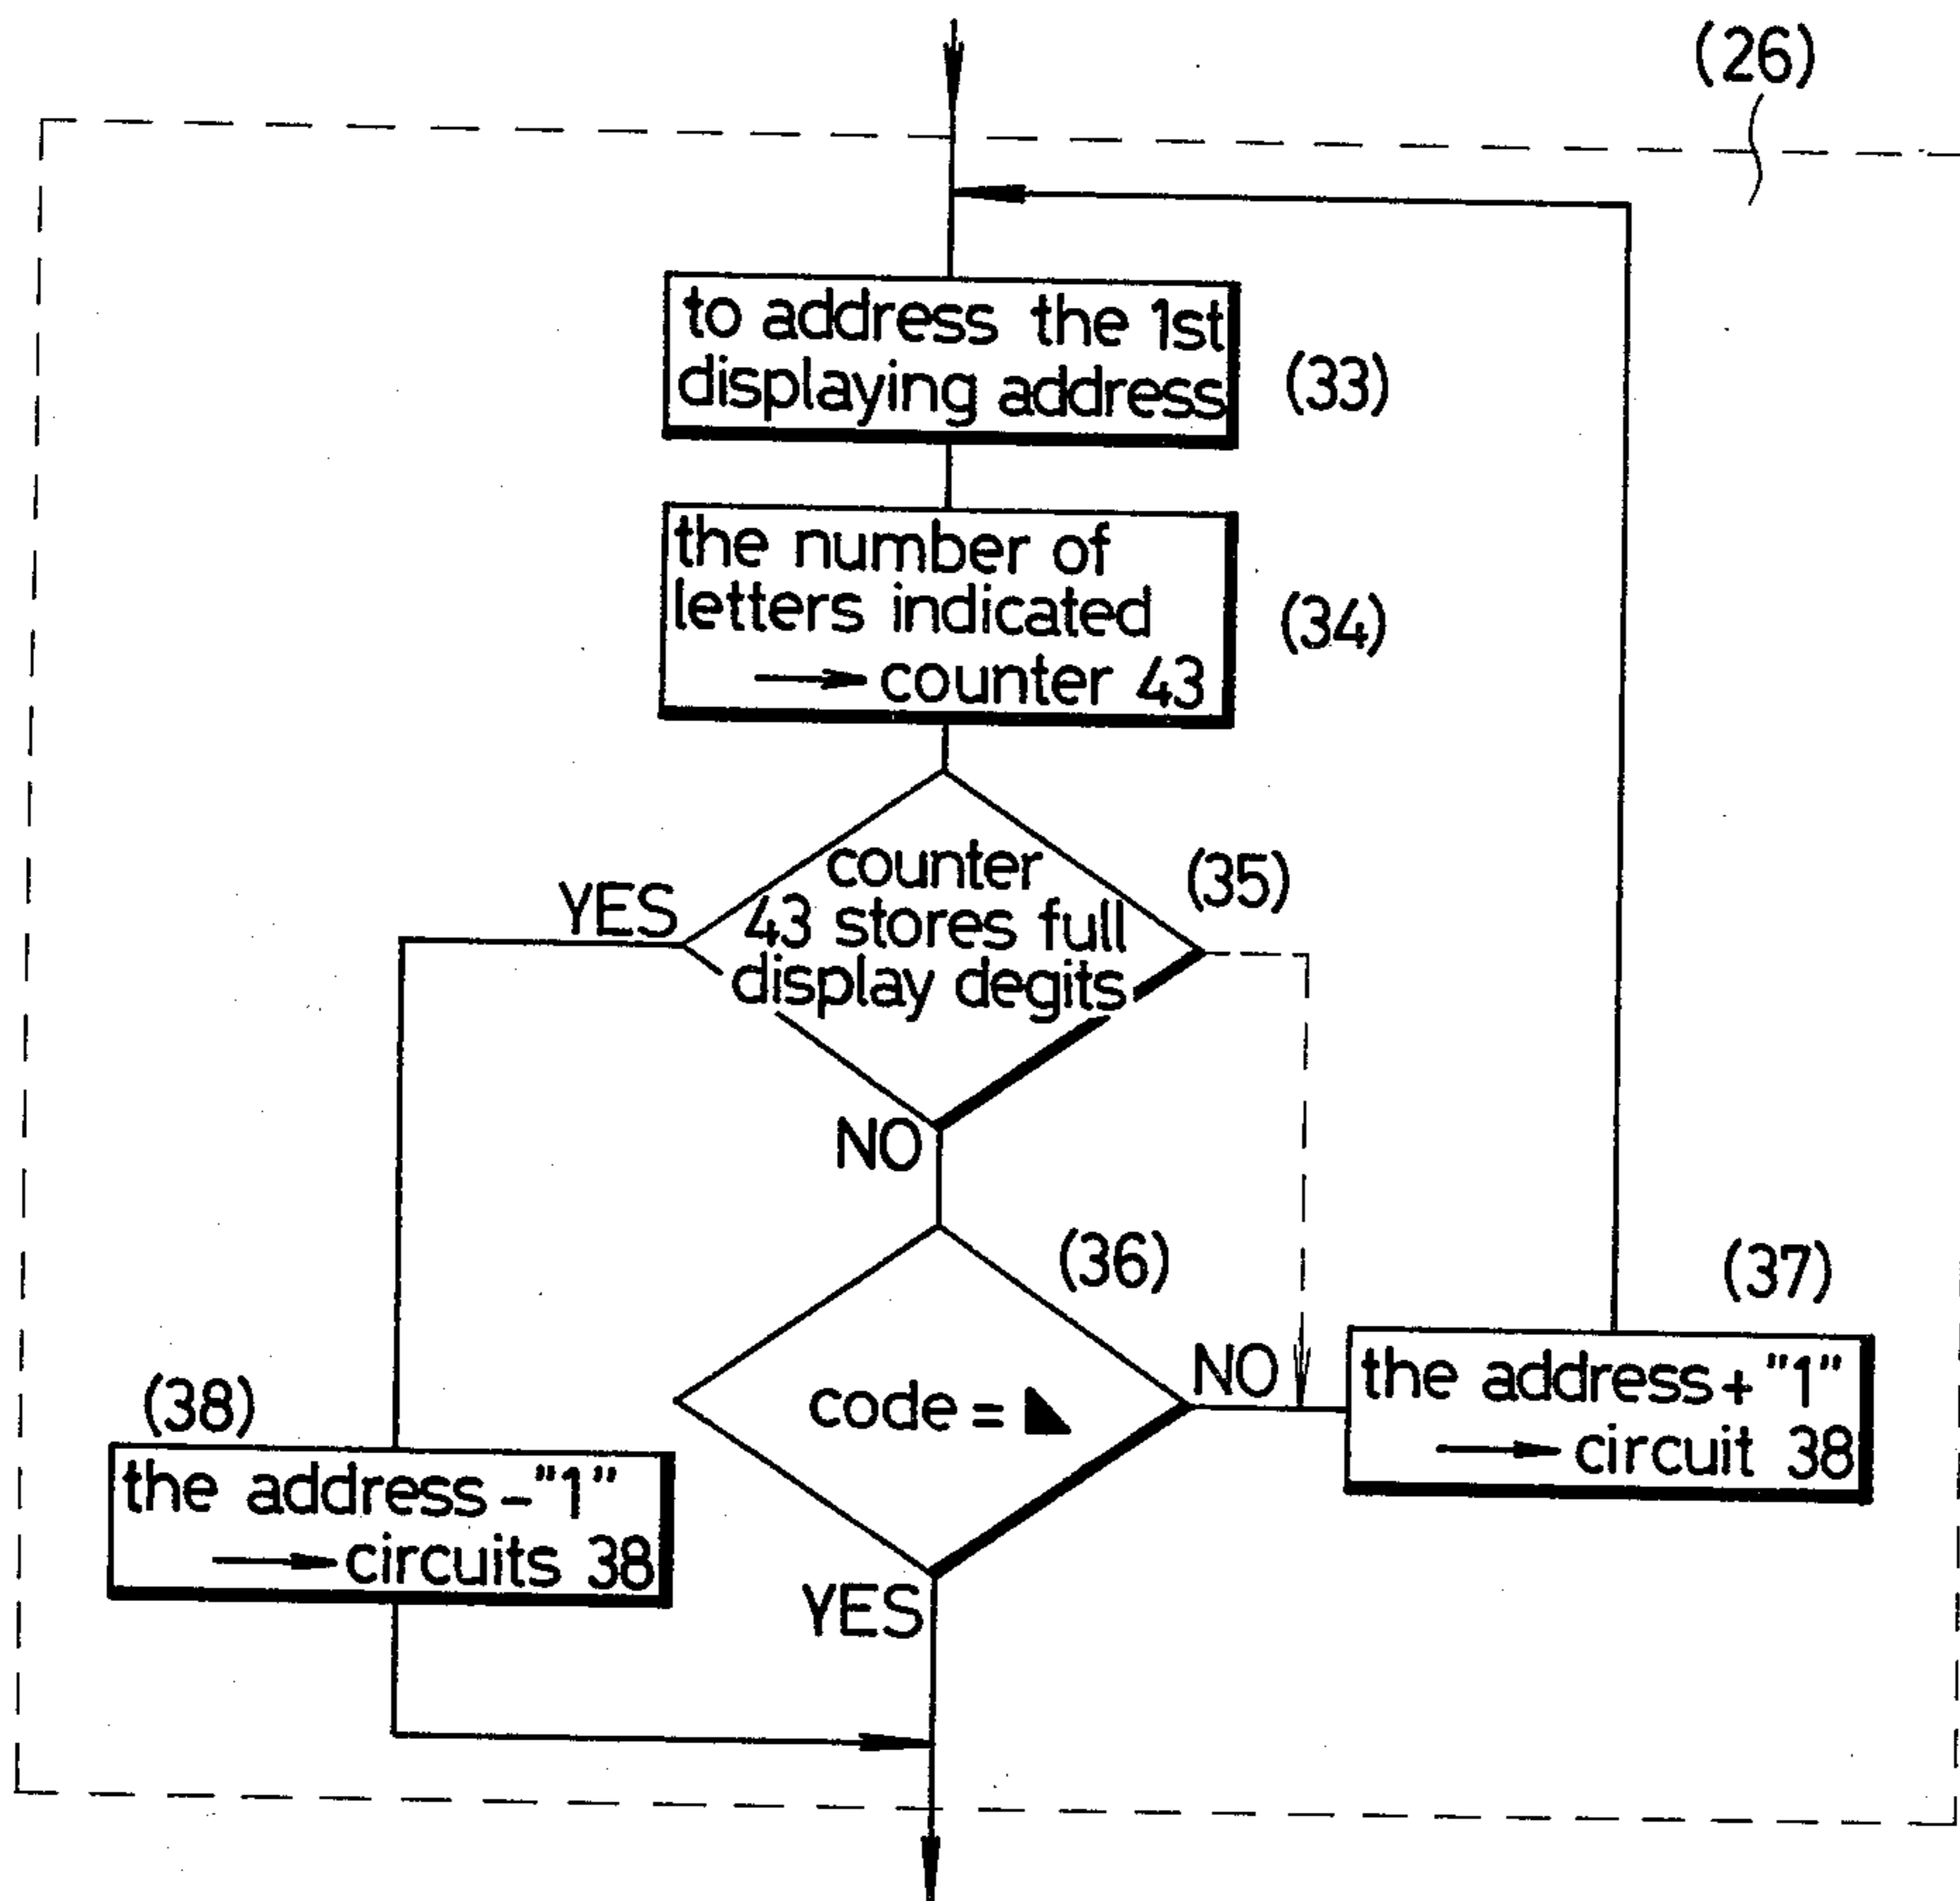 (26)
to address the 1st
displaying address
(33)
the number of
letters indicated
→ counter 43
(34)
counter
43 stores full
display degits
(35)
YES
NO
(36)
code = ◣
NO
(37)
the address + "1"
→ circuit 38
(38)
the address - "1"
→ circuits 38
YES